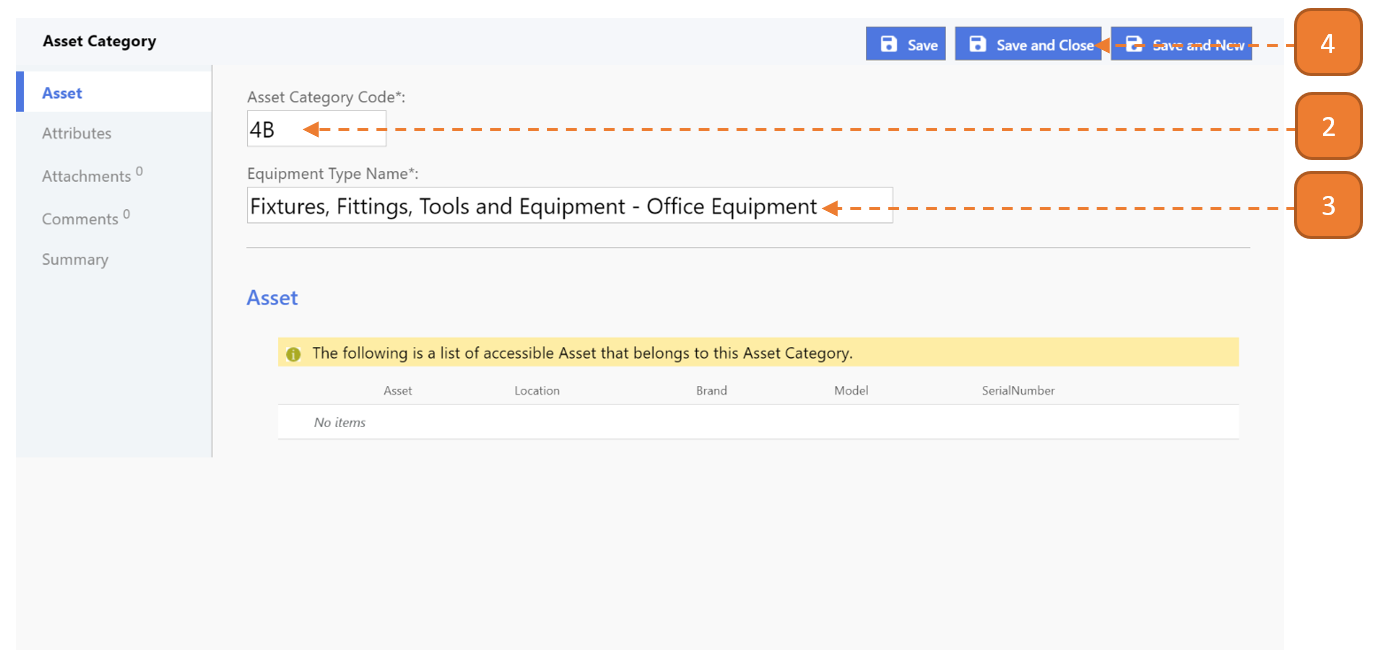 Asset Category
Save
Save and Close
Save and New
4
Asset
Attributes
Attachments 0
Comments 0
Summary
Asset Category Code*:
4B
2
Equipment Type Name*:
Fixtures, Fittings, Tools and Equipment - Office Equipment
3
Asset
The following is a list of accessible Asset that belongs to this Asset Category.
Asset Location Brand Model SerialNumber
No items